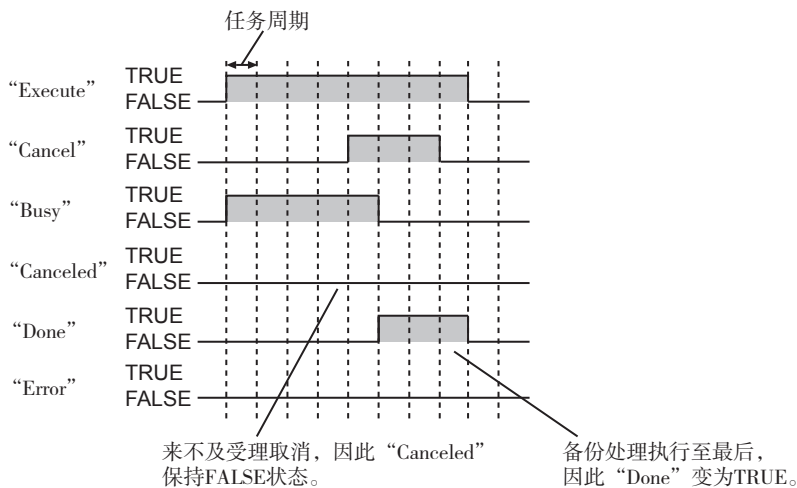 任务周期
“Execute”
TRUE
FALSE
“Cancel”
TRUE
FALSE
“Busy”
TRUE
FALSE
“Canceled”
TRUE
FALSE
“Done”
TRUE
FALSE
“Error”
TRUE
FALSE
来不及受理取消，因此“Canceled”
保持FALSE状态。
备份处理执行至最后，
因此“Done”变为TRUE。